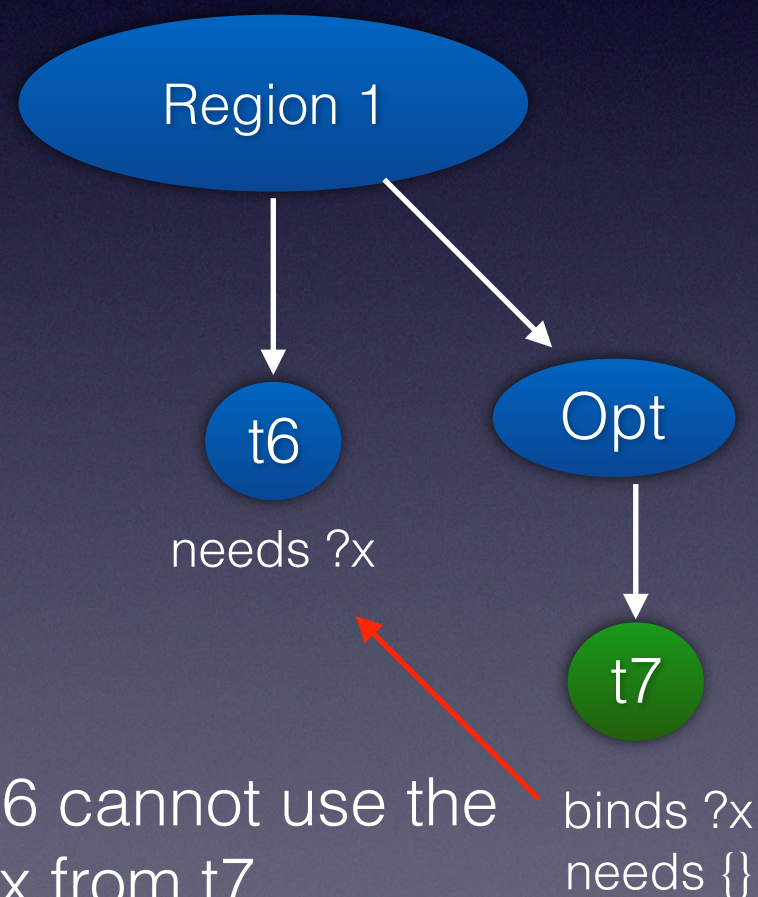 Region 1
t6
Opt
needs ?x
t7
6 cannot use the
x from t7
binds ?x
needs {}